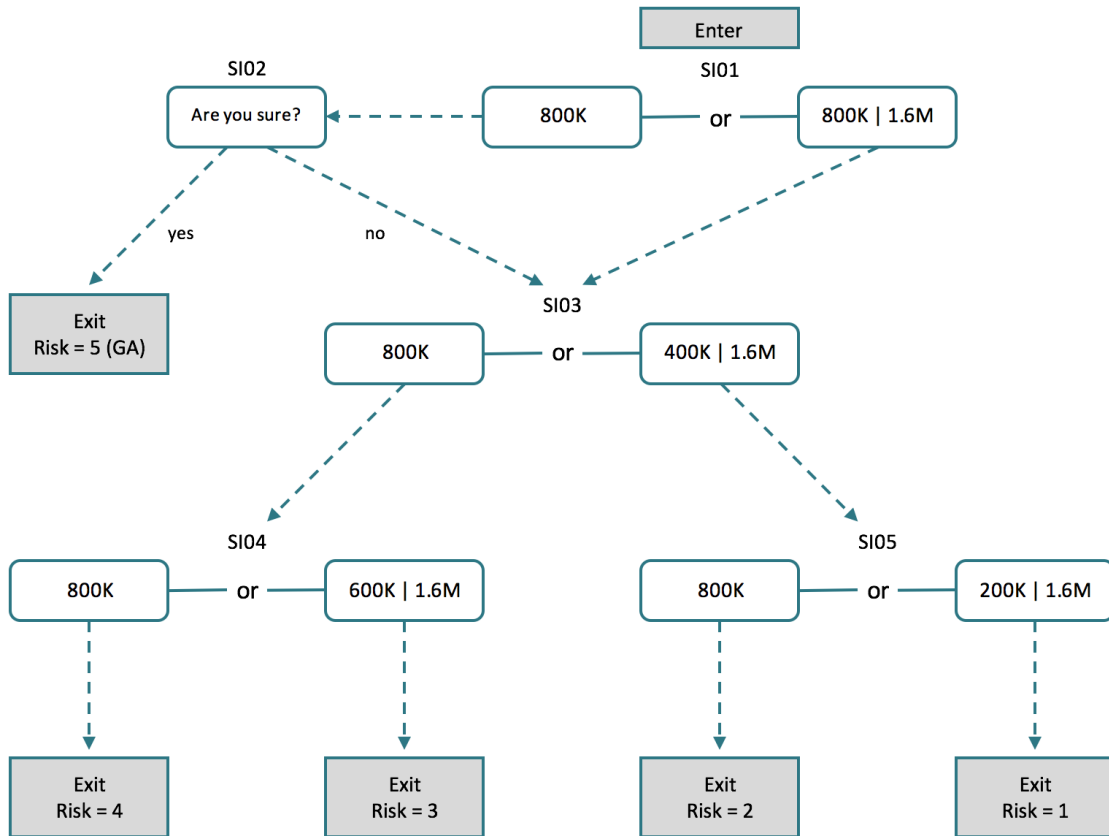 Enter
SI02
SI01
Are you sure?
800K
or
800K | 1.6M
yes
no
SI03
Exit
Risk = 5 (GA)
800K
or
400K | 1.6M
SI04
SI05
800K
or
600K | 1.6M
800K
or
200K | 1.6M
Exit
Risk = 4
Exit
Risk = 3
Exit
Risk = 2
Exit
Risk = 1